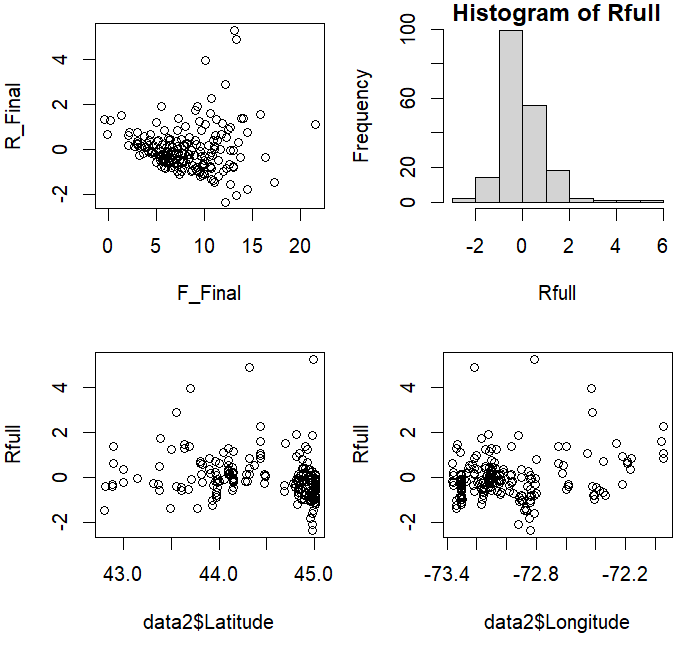 R_Final
4
2
0
-2
0 5 10 15 20
F_Final
Histogram of Rfull
Frequency
100
60
20
0
-2 0 2 4 6
Rfull
Rfull
4
2
0
-2
43.0 44.0 45.0
data2$Latitude
Rfull
4
2
0
-2
-73.4 -72.8 -72.2
data2$Longitude